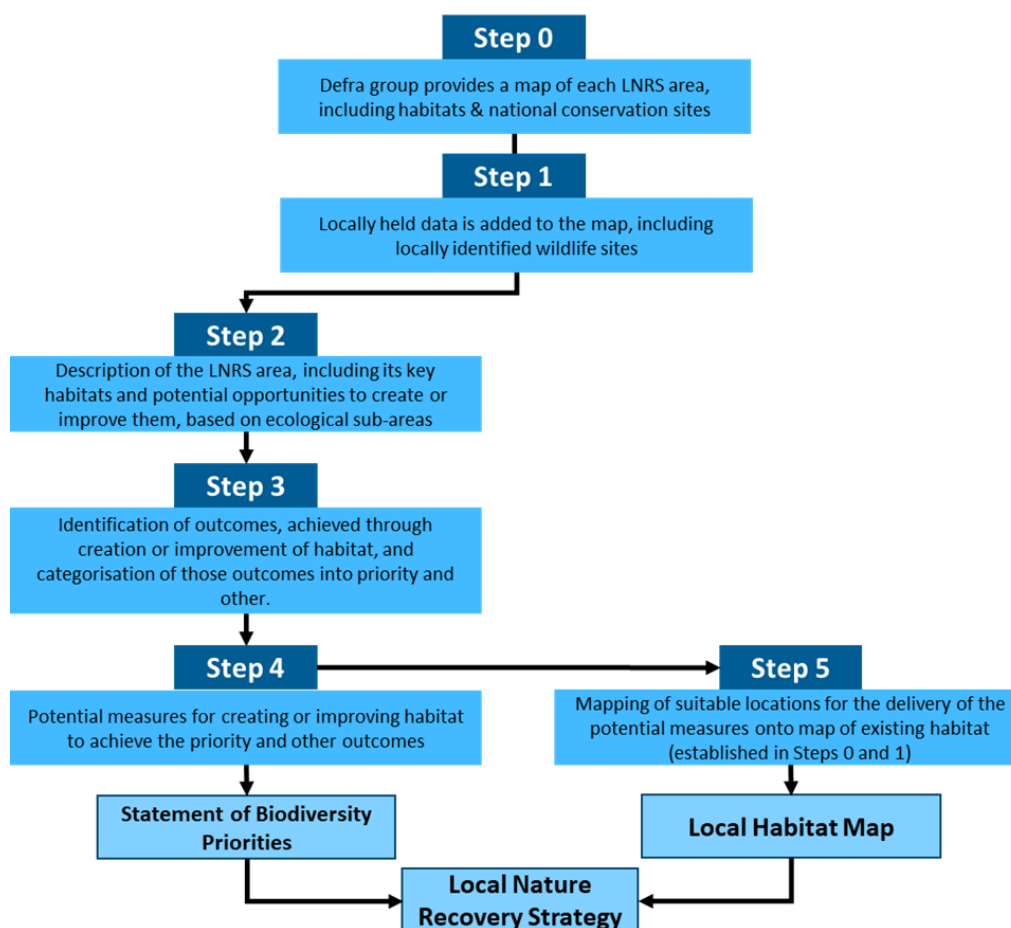 Step 0
Defra group provides a map of each LNRS area,
including habitats & national conservation sites
Step 1
Locally held data is added to the map, including
locally identified wildlife sites
Step 2
Description of the LNRS area, including its key
habitats and potential opportunities to create or
improve them, based on ecological sub-areas
Step 3
Identification of outcomes, achieved through
creation or improvement of habitat, and
categorisation of those outcomes into priority and
other.
Step 4
Potential measures for creating or improving habitat
to achieve the priority and other outcomes
Step 5
Mapping of suitable locations for the delivery of the
potential measures onto map of existing habitat
(established in Steps 0 and 1)
Statement of Biodiversity
Priorities
Local Habitat Map
Local Nature
Recovery Strategy